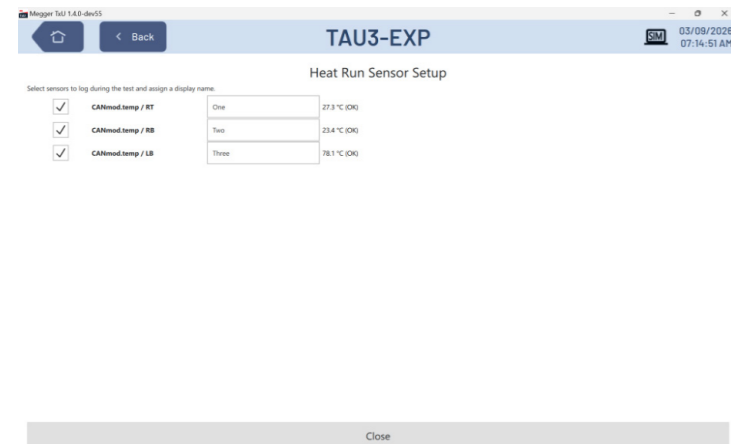 Megger TxU 1.4.0-dev55
Back
TAU3-EXP
SIM
03/09/2026
07:14:51 AM
Heat Run Sensor Setup
Select sensors to log during the test and assign a display name.
CANmod.temp / RT One 27.3 °C (OK)
CANmod.temp / RB Two 23.4 °C (OK)
CANmod.temp / LB Three 78.1 °C (OK)
Close